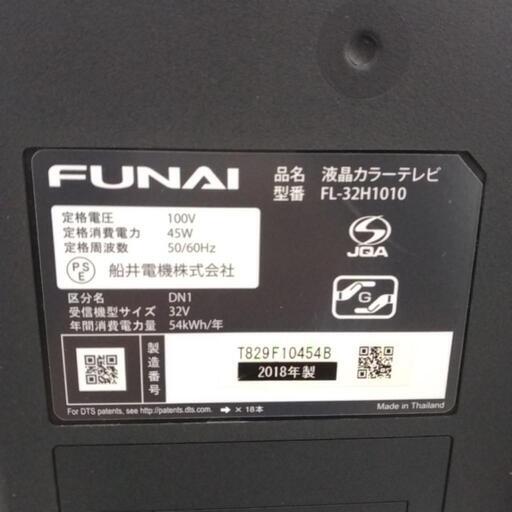 FUNAI
品名 液晶カラーテレビ
型番 FL-32H1010
定格電圧 100V
定格消費電力 45W
定格周波数 50/60Hz
PSE 船井電機株式会社
JQA
G
区分名 DN1
受信機型サイズ 32V
年間消費電力量 54kWh/年
製造番号
T829F10454B
2018年製
For DTS patents, see http://patents.dts.com. ➔ × 18本
Made in Thailand